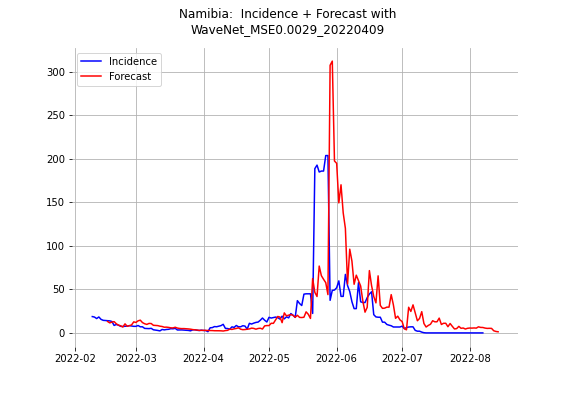 Namibia:  Incidence + Forecast with
WaveNet_MSE0.0029_20220409
Incidence
Forecast
300
250
200
150
100
50
0
2022-02 2022-03 2022-04 2022-05 2022-06 2022-07 2022-08